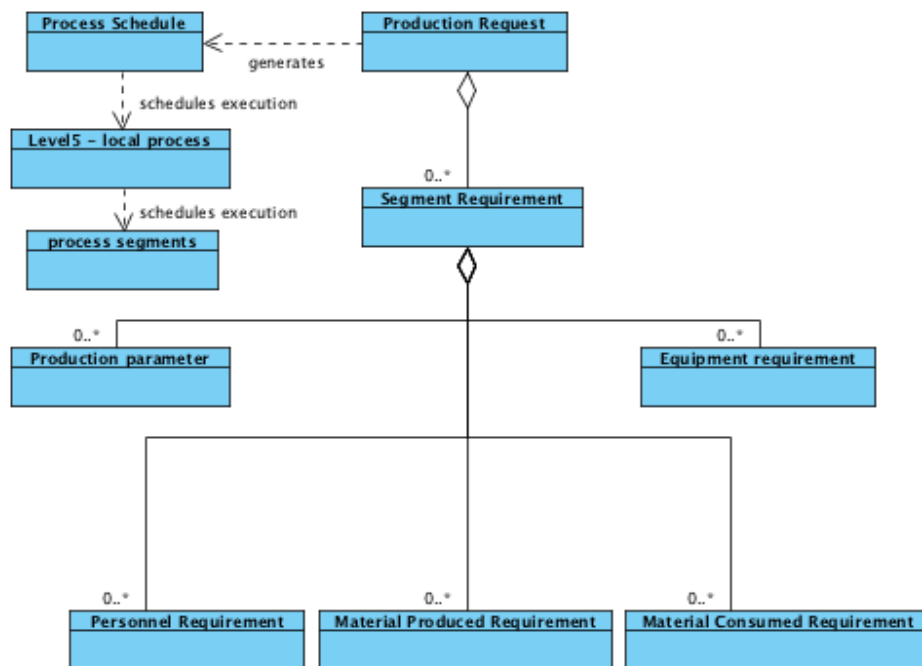 Process Schedule
Production Request
generates
schedules execution
Level5 - local process
0..*
Segment Requirement
schedules execution
process segments
0..*
0..*
Production parameter
Equipment requirement
0..*
0..*
0..*
Personnel Requirement
Material Produced Requirement
Material Consumed Requirement